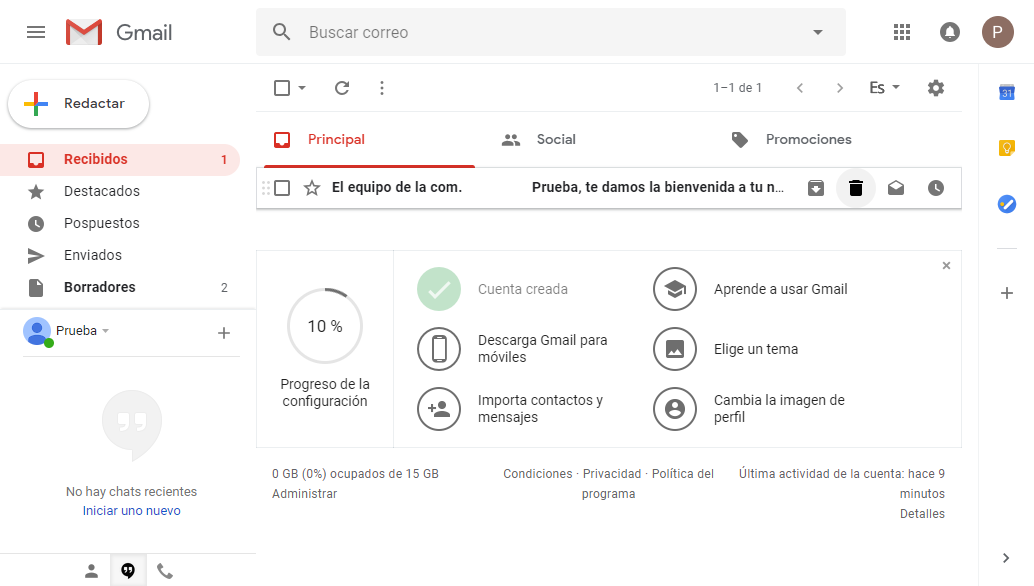 Gmail
Buscar correo
P
Redactar
1–1 de 1
Es
31
Principal
Social
Promociones
Recibidos 1
El equipo de la com. Prueba, te damos la bienvenida a tu n…
Destacados
Pospuestos
Enviados
Borradores 2
Prueba
10 %
Progreso de la
configuración
Cuenta creada
Aprende a usar Gmail
Descarga Gmail para
móviles
Elige un tema
Importa contactos y
mensajes
Cambia la imagen de
perfil
No hay chats recientes
Iniciar uno nuevo
0 GB (0%) ocupados de 15 GB
Administrar
Condiciones · Privacidad · Política del
programa
Última actividad de la cuenta: hace 9
minutos
Detalles